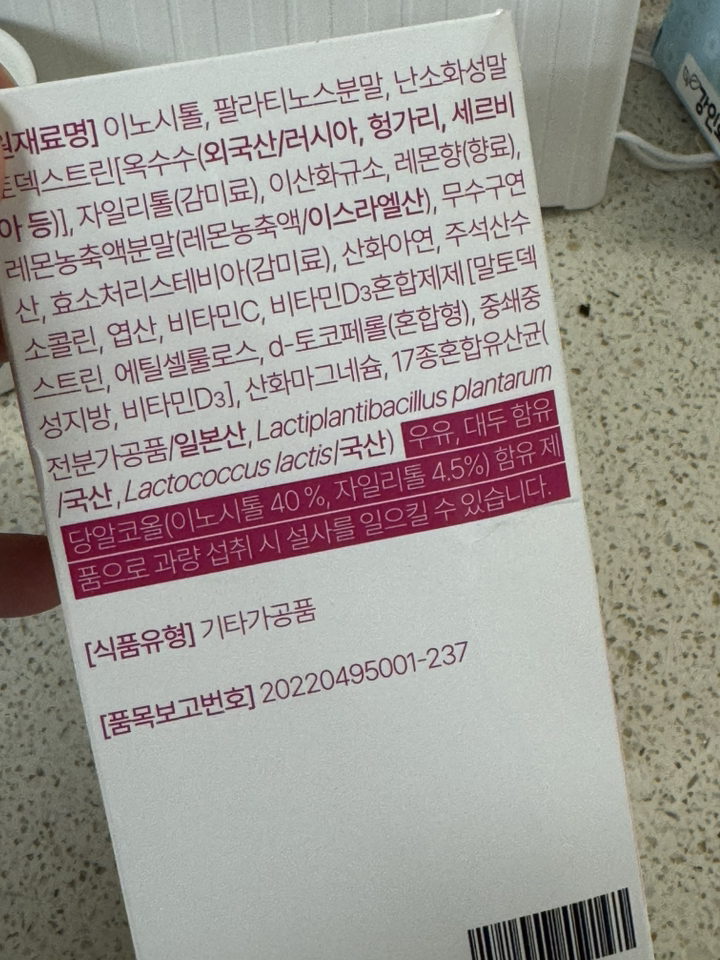 원재료명] 이노시톨, 팔라티노스분말, 난소화성말
토덱스트린[옥수수(외국산/러시아, 헝가리, 세르비
아 등)], 자일리톨(감미료), 이산화규소, 레몬향(향료),
레몬농축액분말(레몬농축액/이스라엘산), 무수구연
산, 효소처리스테비아(감미료), 산화아연, 주석산수
소콜린, 엽산, 비타민C, 비타민D3혼합제제[말토덱
스트린, 에틸셀룰로스, d-토코페롤(혼합형), 중쇄중
성지방, 비타민D3], 산화마그네슘, 17종혼합유산균(
전분가공품/일본산, Lactiplantibacillus plantarum
/국산, Lactococcus lactis/국산) 우유, 대두 함유
당알코올(이노시톨 40%, 자일리톨 4.5%) 함유 제
품으로 과량 섭취 시 설사를 일으킬 수 있습니다.
[식품유형] 기타가공품
[품목보고번호] 20220495001-237